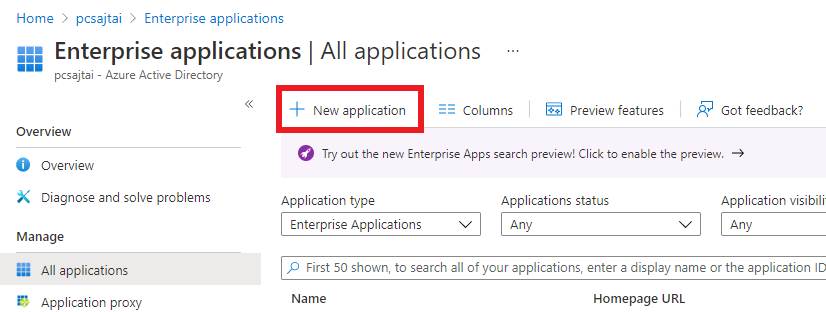 Home > pcsajtai > Enterprise applications
Enterprise applications | All applications ...
pcsajtai - Azure Active Directory
«
Overview
Overview
Diagnose and solve problems
Manage
All applications
Application proxy
+ New application
Columns
Preview features
Got feedback?
Try out the new Enterprise Apps search preview! Click to enable the preview. →
Application type
Enterprise Applications
Applications status
Any
Application visibili
Any
First 50 shown, to search all of your applications, enter a display name or the application ID
Name
Homepage URL